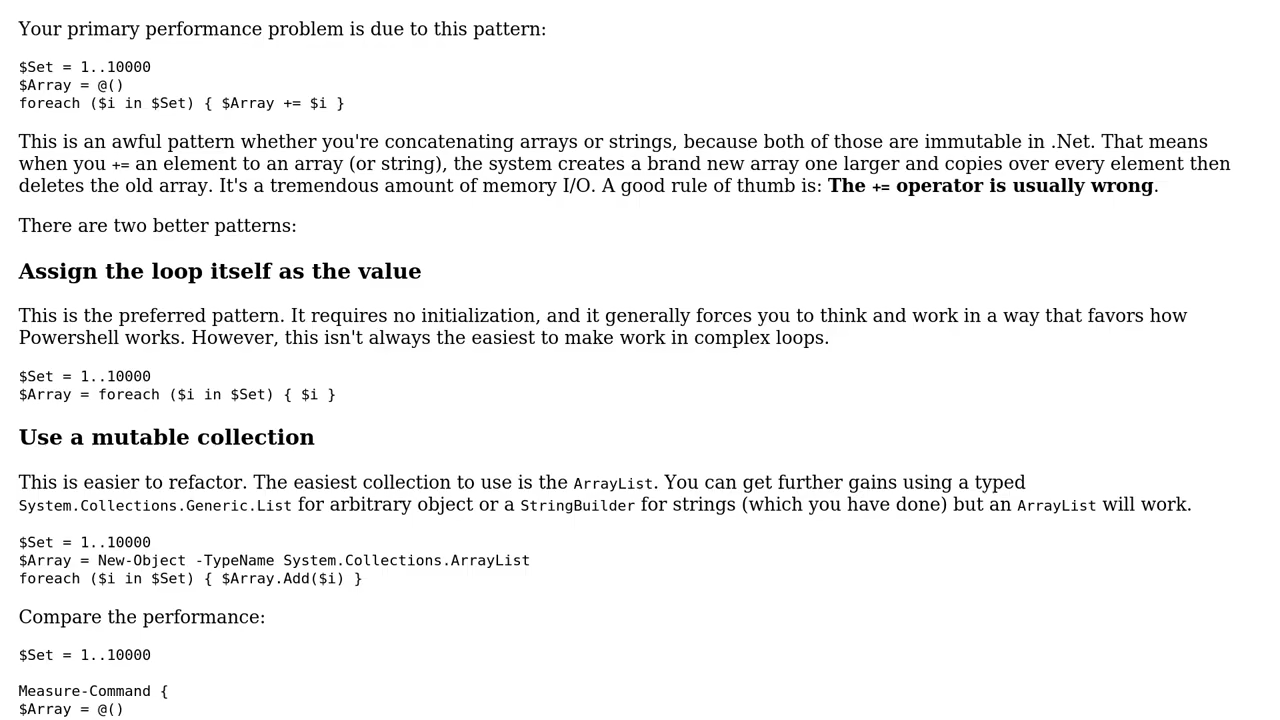 Your primary performance problem is due to this pattern:
$Set = 1..10000
$Array = @()
foreach ($i in $Set) { $Array += $i }
This is an awful pattern whether you're concatenating arrays or strings, because both of those are immutable in .Net. That means
when you += an element to an array (or string), the system creates a brand new array one larger and copies over every element then
deletes the old array. It's a tremendous amount of memory I/O. A good rule of thumb is: The += operator is usually wrong.
There are two better patterns:
Assign the loop itself as the value
This is the preferred pattern. It requires no initialization, and it generally forces you to think and work in a way that favors how
Powershell works. However, this isn't always the easiest to make work in complex loops.
$Set = 1..10000
$Array = foreach ($i in $Set) { $i }
Use a mutable collection
This is easier to refactor. The easiest collection to use is the ArrayList. You can get further gains using a typed
System.Collections.Generic.List for arbitrary object or a StringBuilder for strings (which you have done) but an ArrayList will work.
$Set = 1..10000
$Array = New-Object -TypeName System.Collections.ArrayList
foreach ($i in $Set) { $Array.Add($i) }
Compare the performance:
$Set = 1..10000
Measure-Command {
$Array = @()